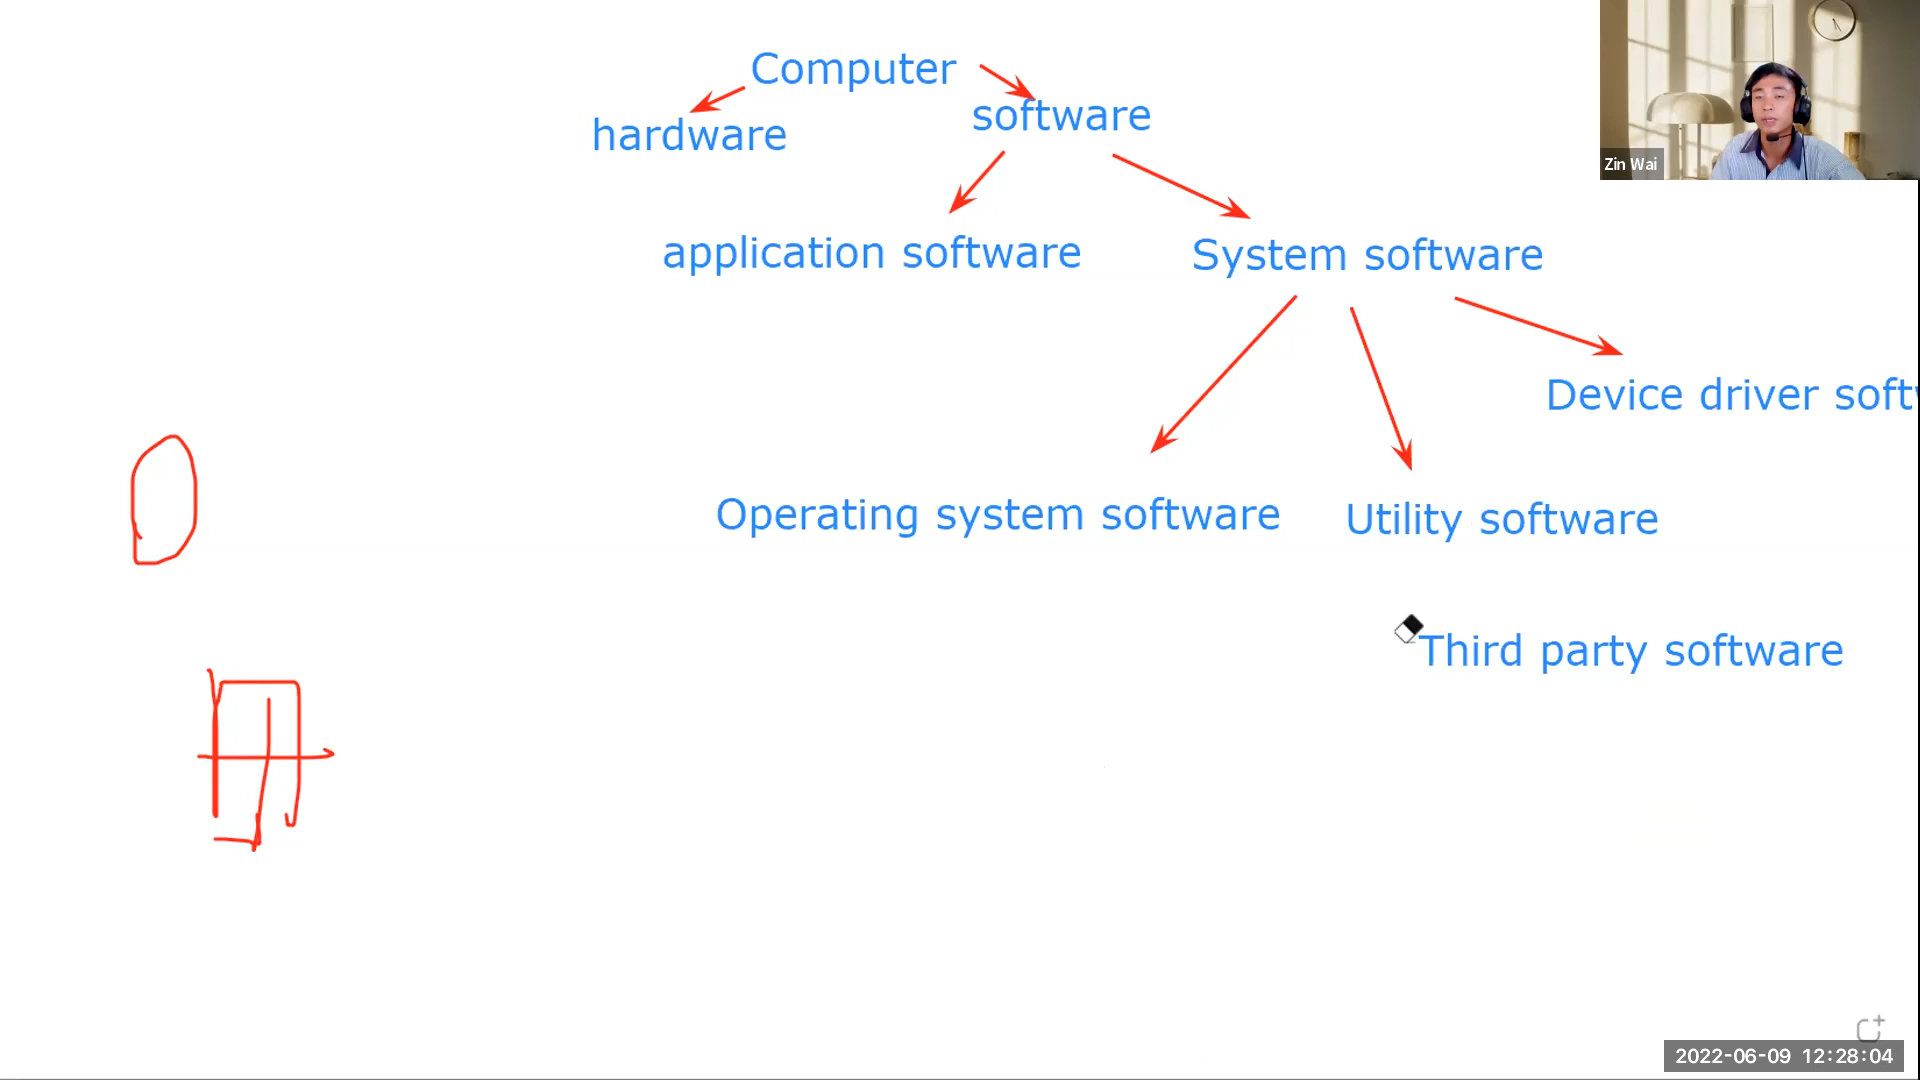 Computer
software
hardware
Zin Wai
application software
System software
Device driver soft
Operating system software
Utility software
Third party software
2022-06-09 12:28:04